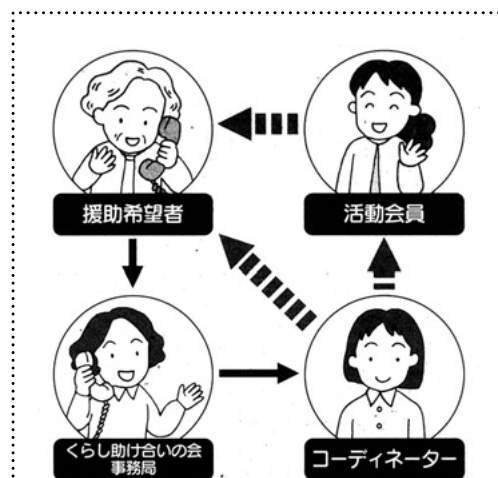 援助希望者
活動会員
くらし助け合いの会
事務局
コーディネーター